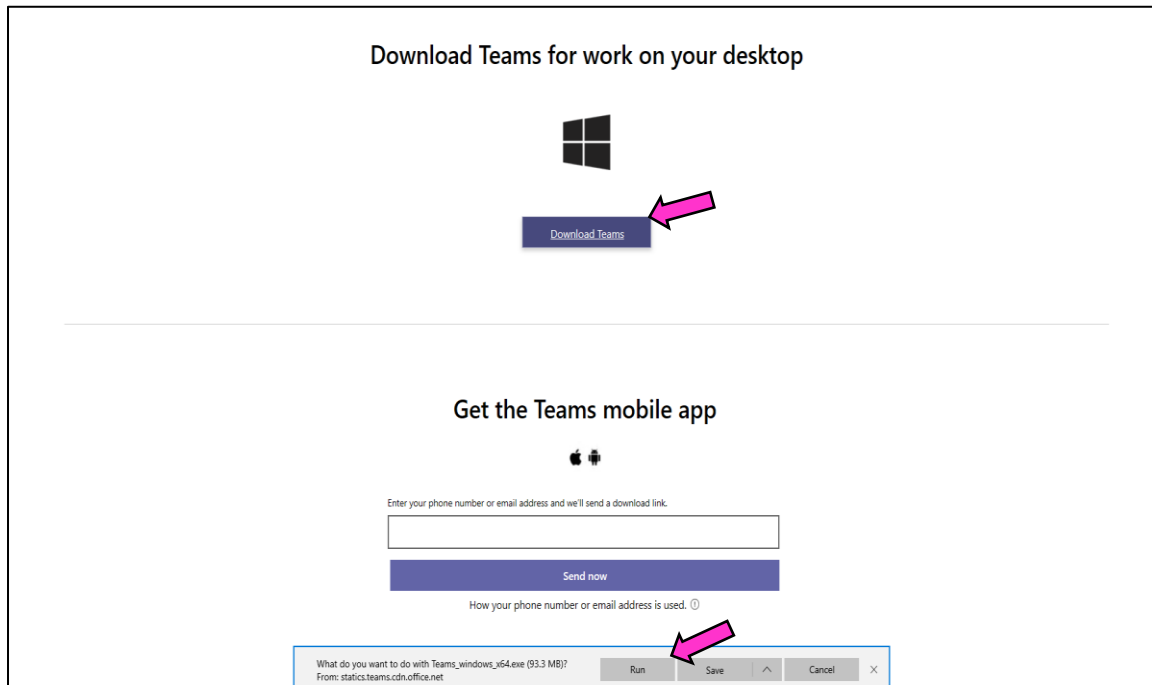 Download Teams for work on your desktop
Download Teams
Get the Teams mobile app
Enter your phone number or email address and we'll send a download link.
Send now
How your phone number or email address is used.
What do you want to do with Teams_windows_x64.exe (93.3 MB)?
From: statics.teams.cdn.office.net
Run
Save
Cancel